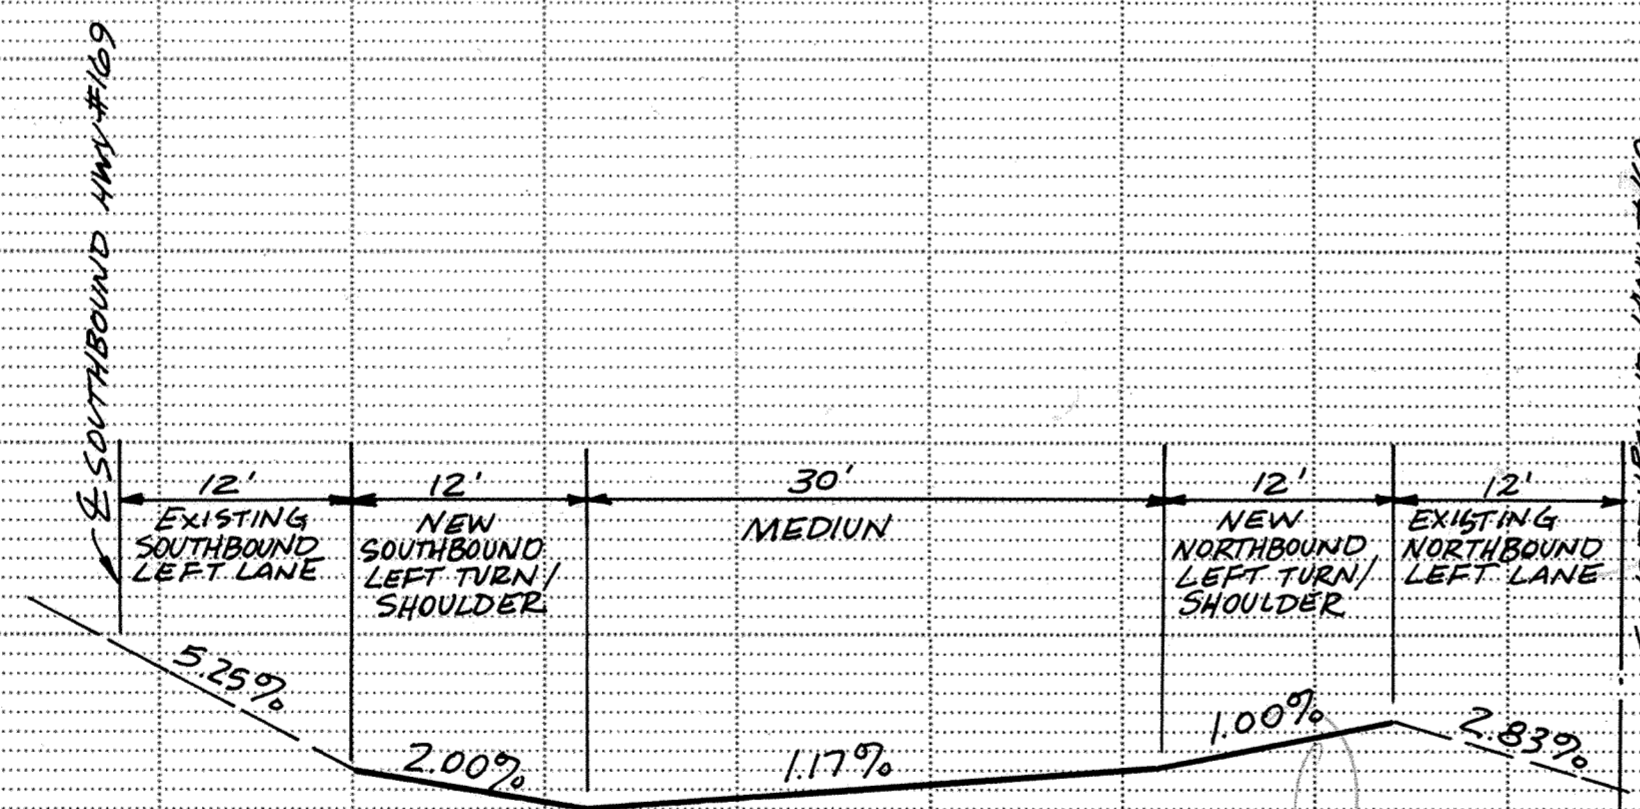 ℄ SOUTHBOUND HWY #169
12'
EXISTING
SOUTHBOUND
LEFT LANE
12'
NEW
SOUTHBOUND
LEFT TURN/
SHOULDER
30'
MEDIUN
12'
NEW
NORTHBOUND
LEFT TURN/
SHOULDER
12'
EXISTING
NORTHBOUND
LEFT LANE
5.25%
2.00%
1.17%
1.00%
2.83%